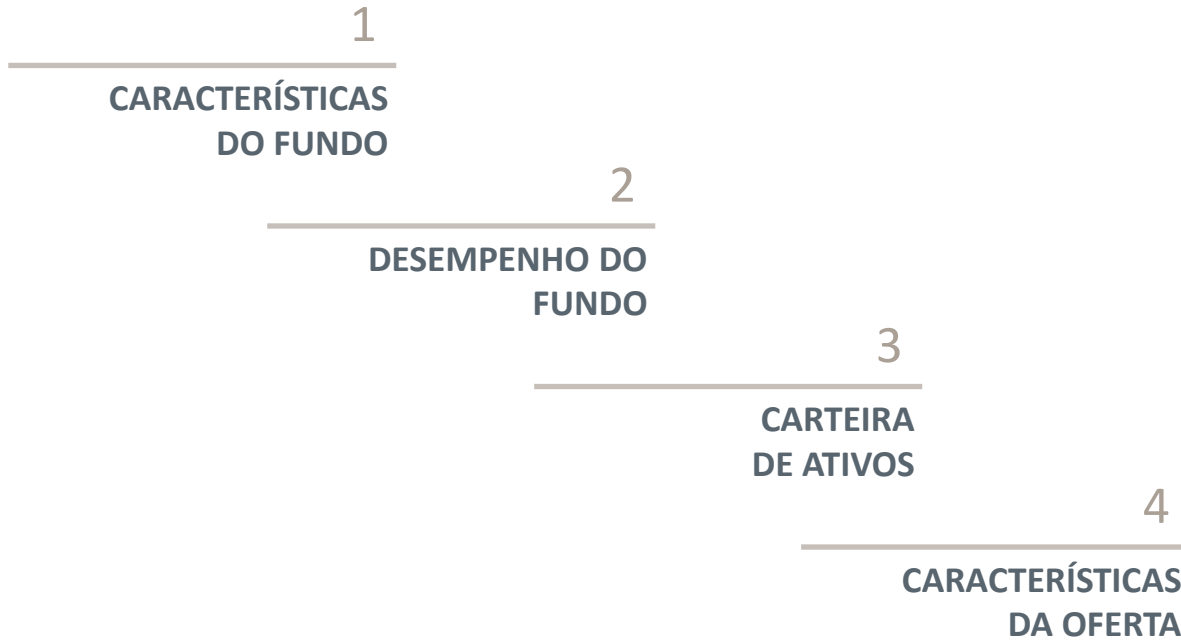 1
CARACTERÍSTICAS
DO FUNDO
2
DESEMPENHO DO
FUNDO
3
CARTEIRA
DE ATIVOS
4
CARACTERÍSTICAS
DA OFERTA